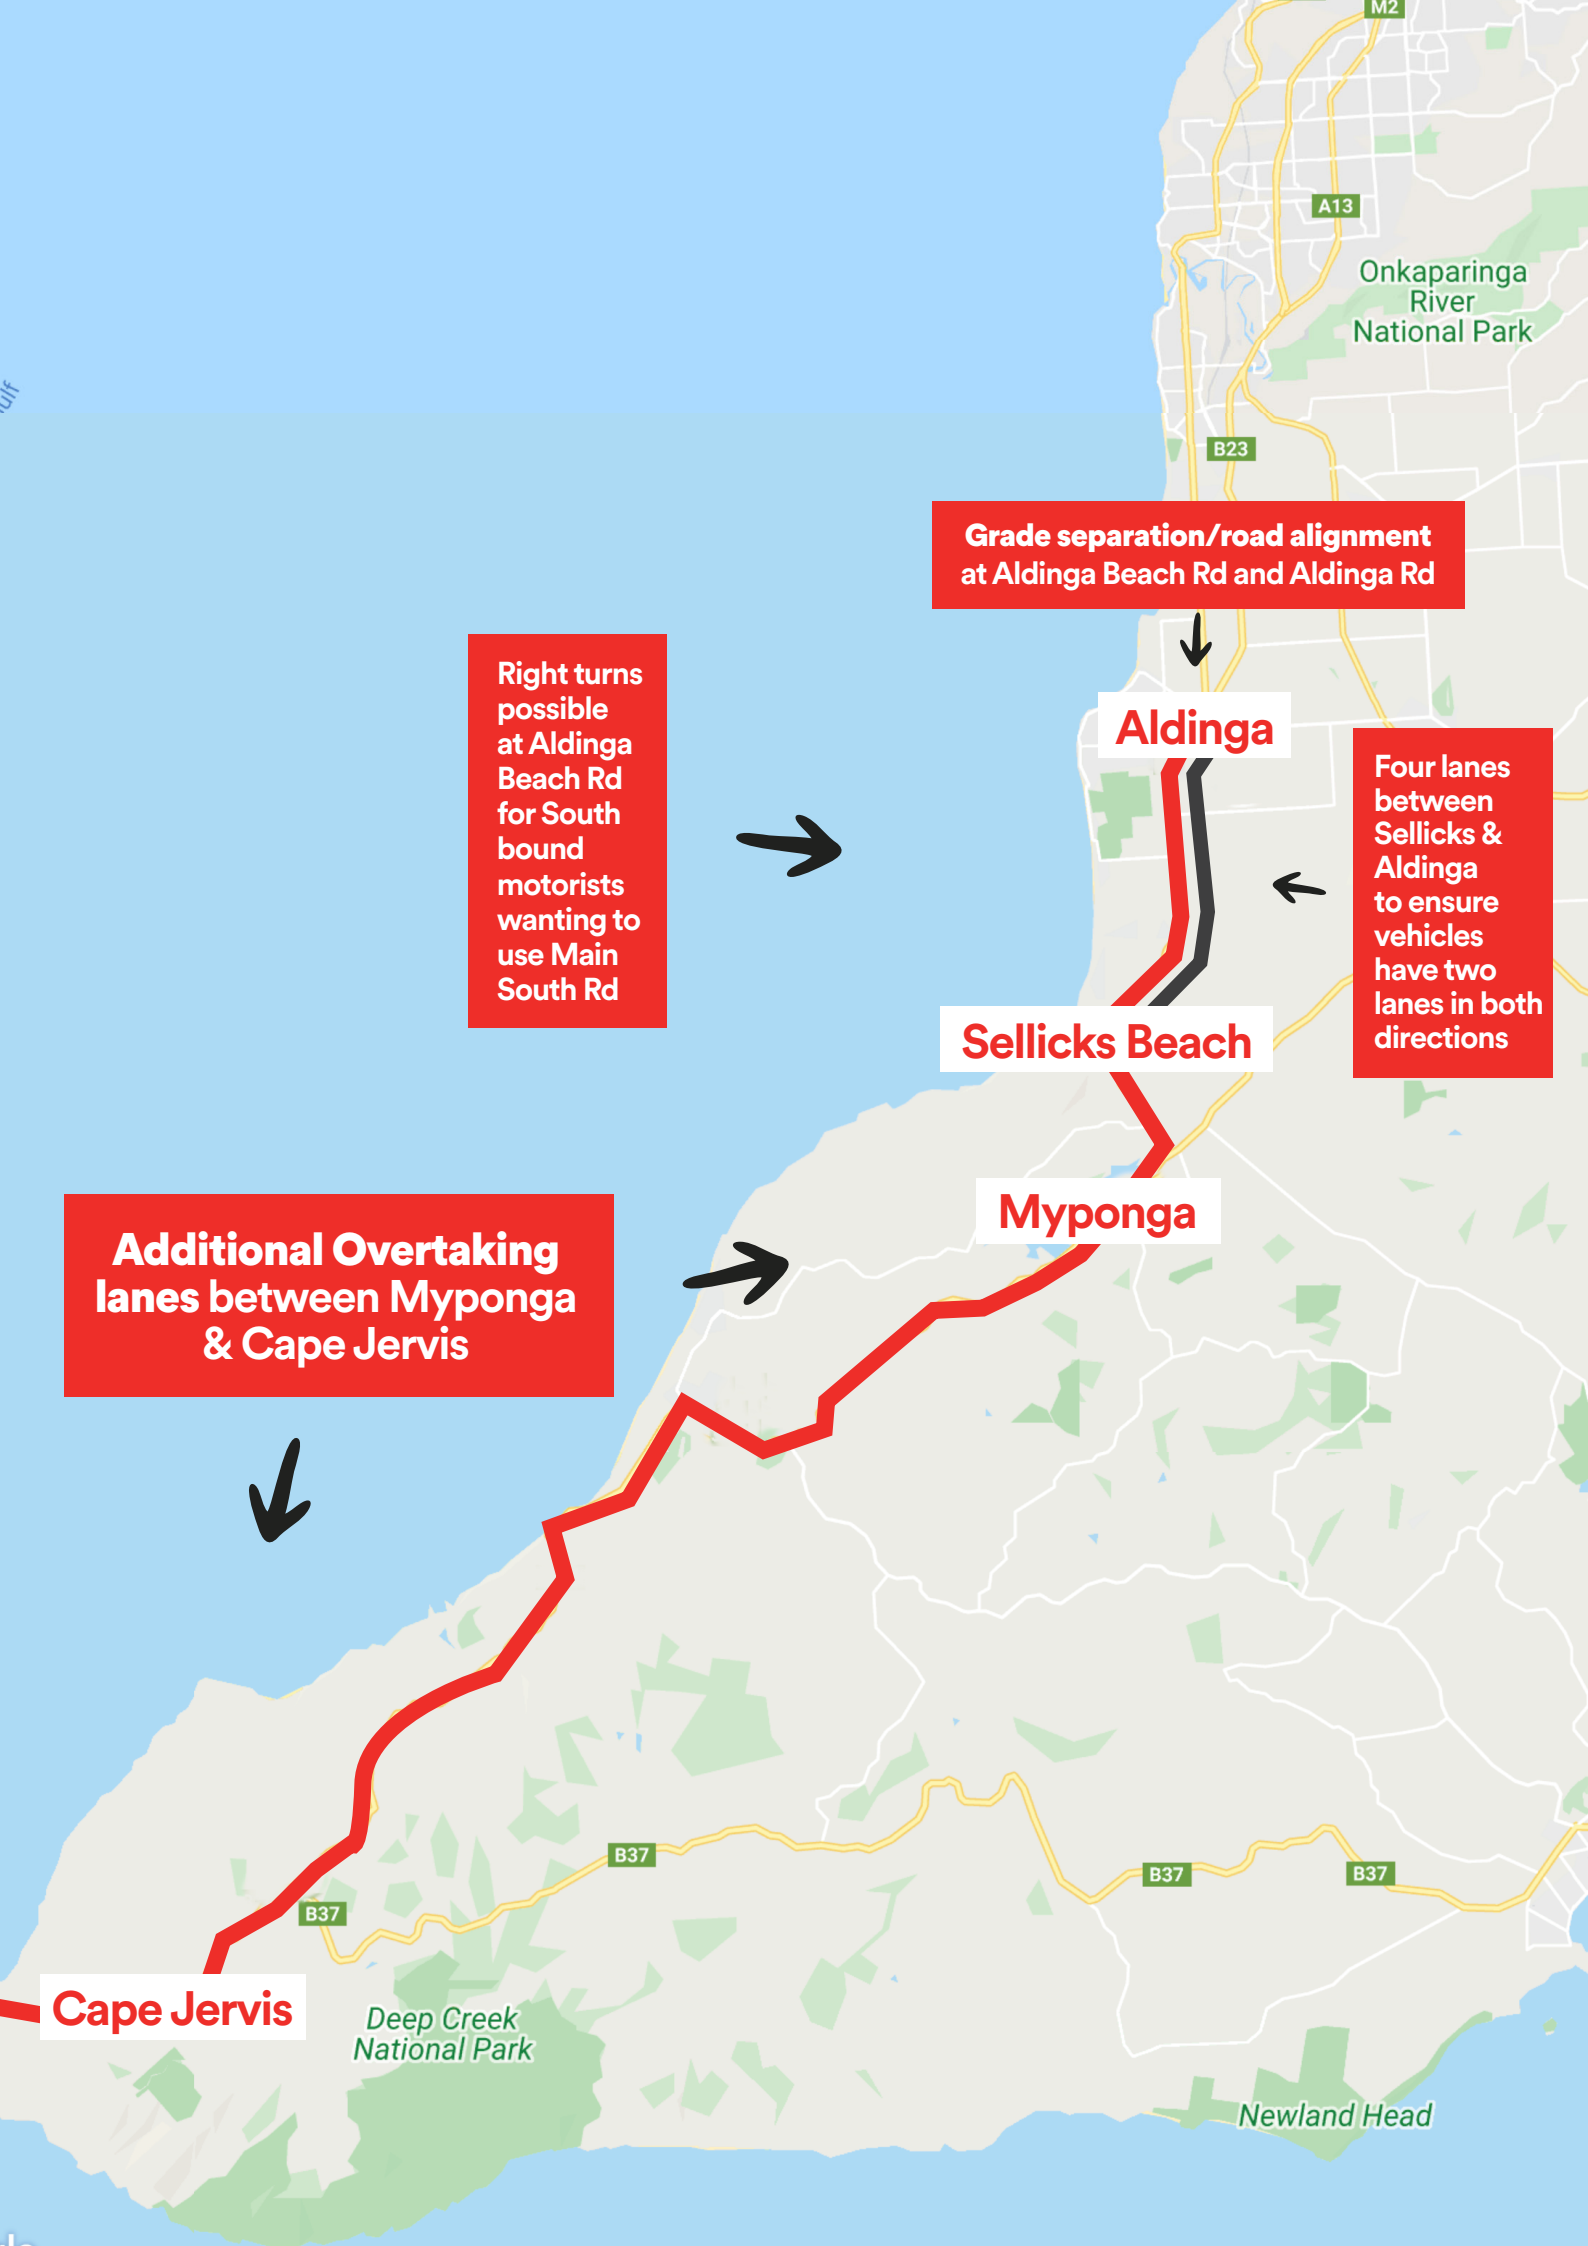 M2
A13
Onkaparinga
River
National Park
B23
Grade separation/road alignment
at Aldinga Beach Rd and Aldinga Rd
Right turns
possible
at Aldinga
Beach Rd
for South
bound
motorists
wanting to
use Main
South Rd
Aldinga
Four lanes
between
Sellicks &
Aldinga
to ensure
vehicles
have two
lanes in both
directions
Sellicks Beach
Myponga
Additional Overtaking
lanes between Myponga
& Cape Jervis
B37
B37
B37
B37
Cape Jervis
Deep Creek
National Park
Newland Head